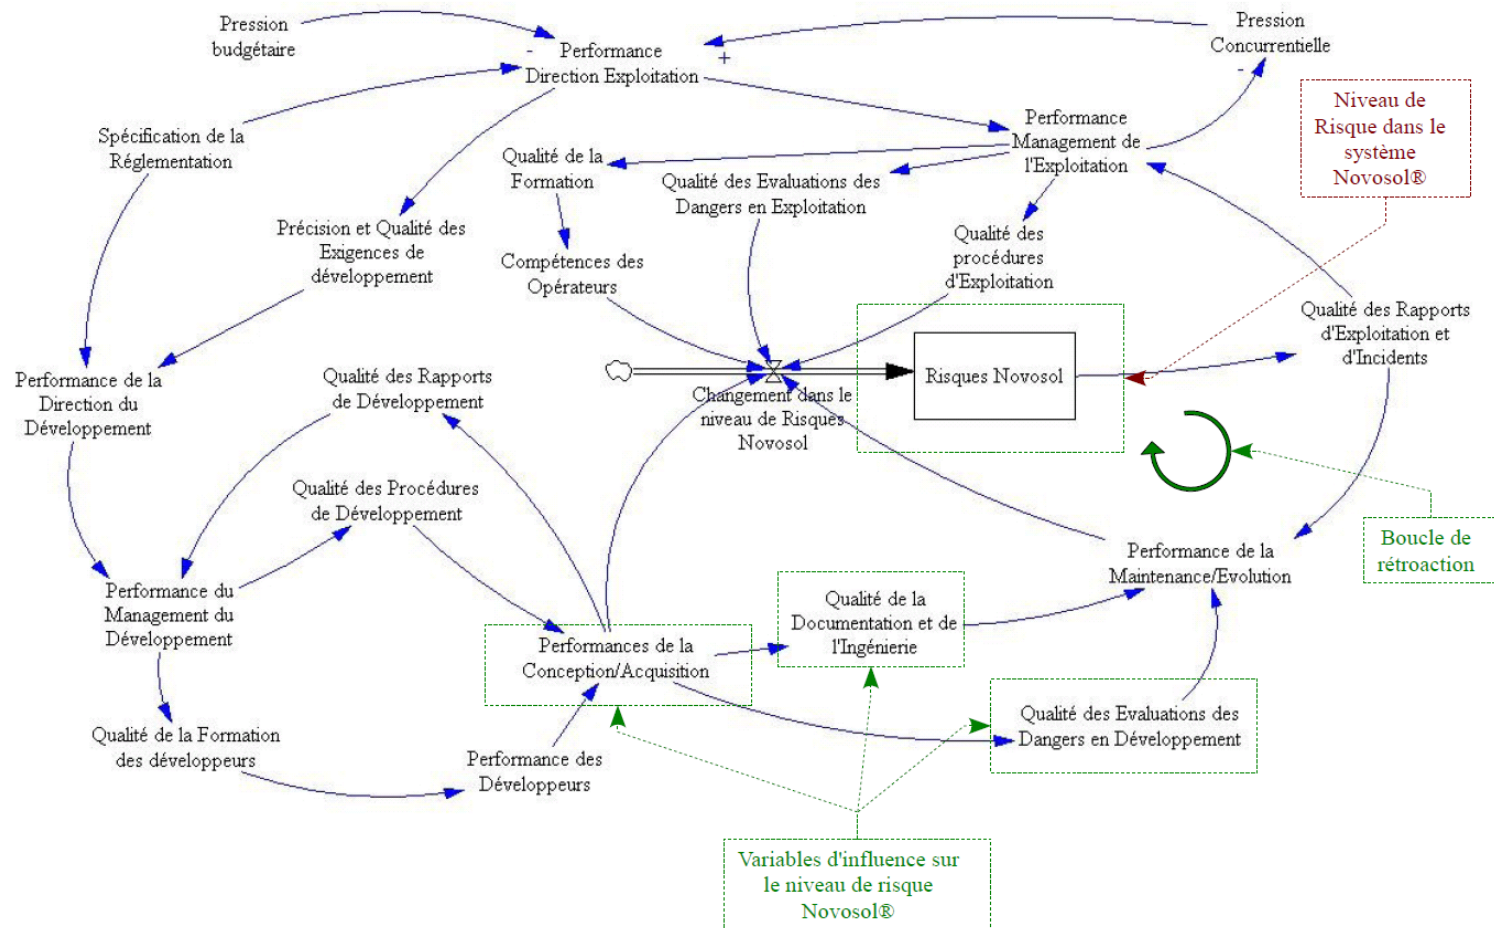 Pression
budgétaire
-
Performance
Direction Exploitation
+
Pression
Concurrentielle
-
Niveau de
Risque dans le
système
Novosol®
Spécification de la
Réglementation
Qualité de la
Formation
Qualité des Evaluations des
Dangers en Exploitation
Performance
Management de
l'Exploitation
Précision et Qualité des
Exigences de
développement
Compétences des
Opérateurs
Qualité des
procédures
d'Exploitation
Qualité des Rapports
d'Exploitation et
d'Incidents
Performance de la
Direction du
Développement
Qualité des Rapports
de Développement
Changement dans le
niveau de Risques
Novosol
Risques Novosol
Qualité des Procédures
de Développement
Boucle de
rétroaction
Performance du
Management du
Développement
Performances de la
Conception/Acquisition
Qualité de la
Documentation et de
l'Ingénierie
Performance de la
Maintenance/Evolution
Qualité de la Formation
des développeurs
Performance des
Développeurs
Qualité des Evaluations des
Dangers en Développement
Variables d'influence sur
le niveau de risque
Novosol®